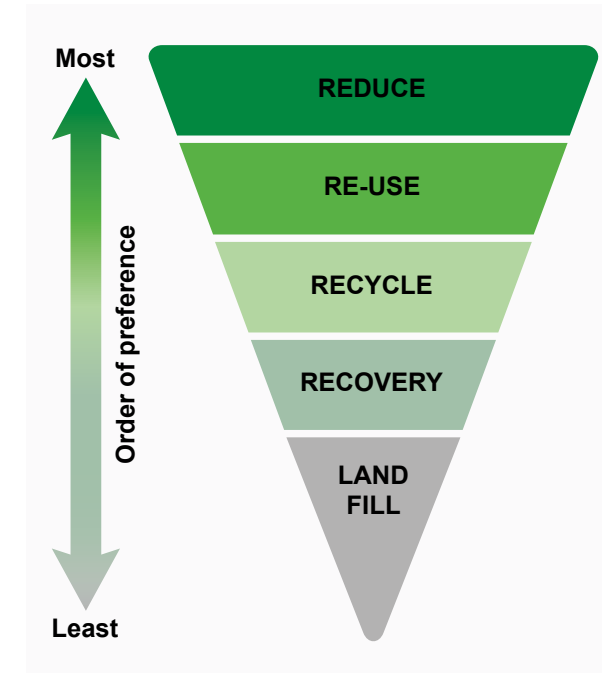 Most
REDUCE
RE-USE
RECYCLE
RECOVERY
LAND
FILL
Order of preference
Least